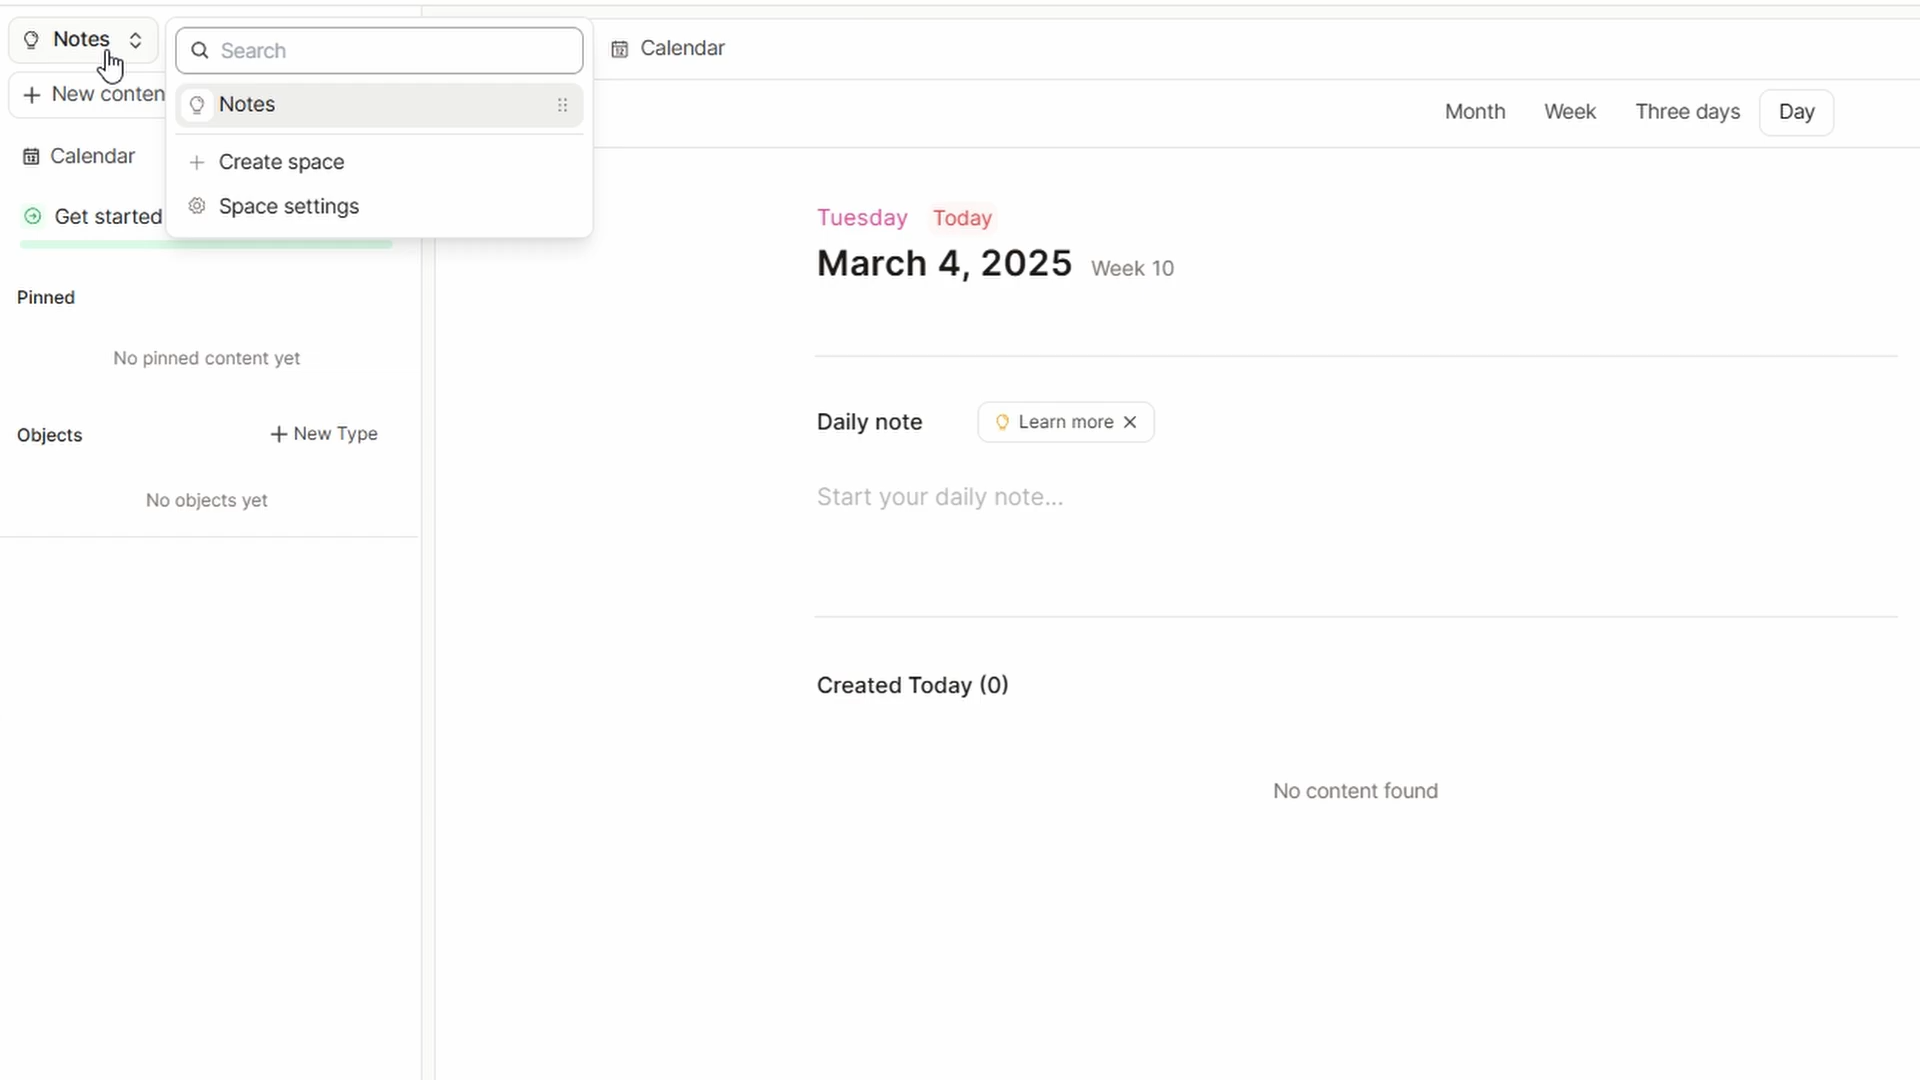 Notes
Search
Calendar
New conten
Notes
Month Week Three days Day
Calendar
Create space
Get started
Space settings
Tuesday Today
March 4, 2025 Week 10
Pinned
No pinned content yet
Daily note Learn more
Objects
New Type
Start your daily note...
No objects yet
Created Today (0)
No content found